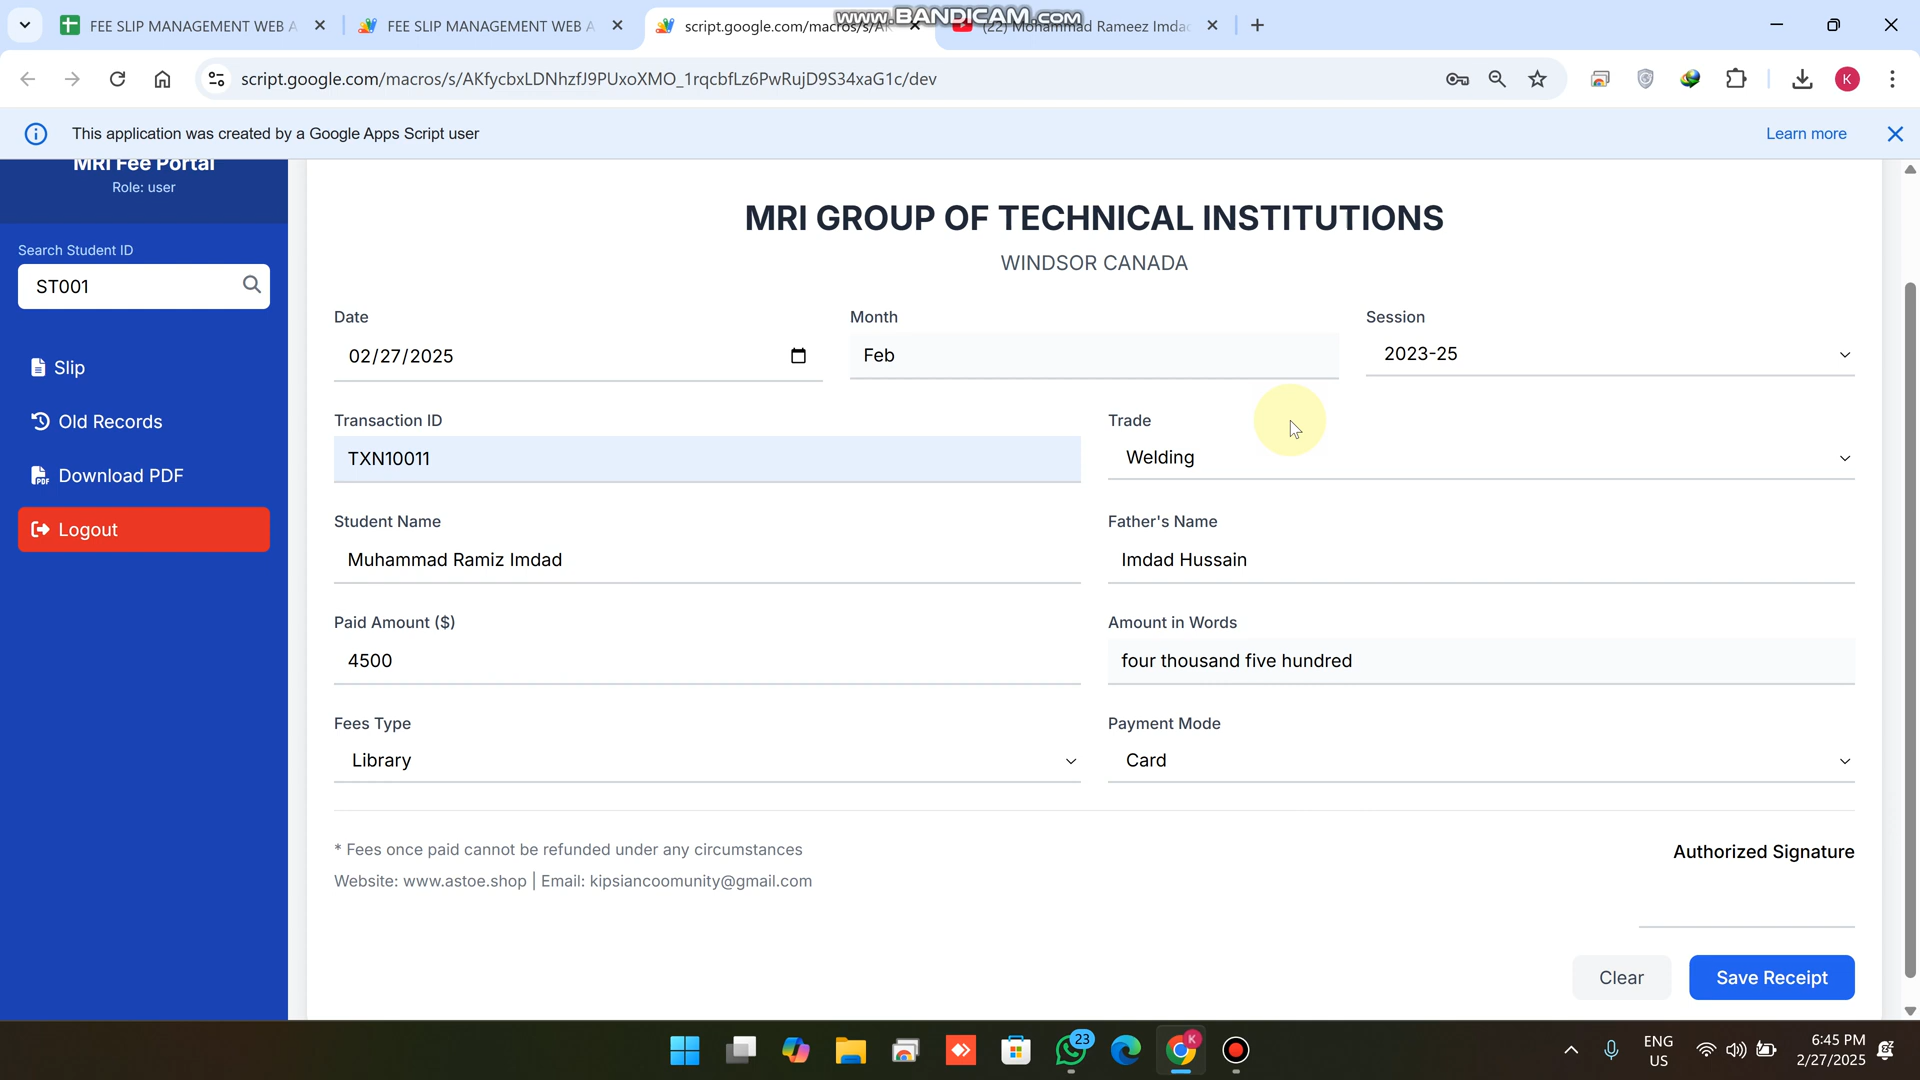 FEE SLIP MANAGEMENT WEB A
FEE SLIP MANAGEMENT WEB A
script.google.com/macros/s/AK
(22) Mohammad Rameez Imdad
www.BANDICAM.com
script.google.com/macros/s/AKfycbxLDNhzfJ9PUxoXMO_1rqcbfLz6PwRujD9S34xaG1c/dev
K
This application was created by a Google Apps Script user
Learn more
MRI Fee Portal
Role: user
Search Student ID
ST001
Slip
Old Records
Download PDF
Logout
MRI GROUP OF TECHNICAL INSTITUTIONS
WINDSOR CANADA
Date
Month
Session
02/27/2025
Feb
2023-25
Transaction ID
Trade
TXN10011
Welding
Student Name
Father's Name
Muhammad Ramiz Imdad
Imdad Hussain
Paid Amount ($)
Amount in Words
4500
four thousand five hundred
Fees Type
Payment Mode
Library
Card
* Fees once paid cannot be refunded under any circumstances
Authorized Signature
Website: www.astoe.shop | Email: kipsiancoomunity@gmail.com
Clear
Save Receipt
23
K
ENG
US
6:45 PM
2/27/2025